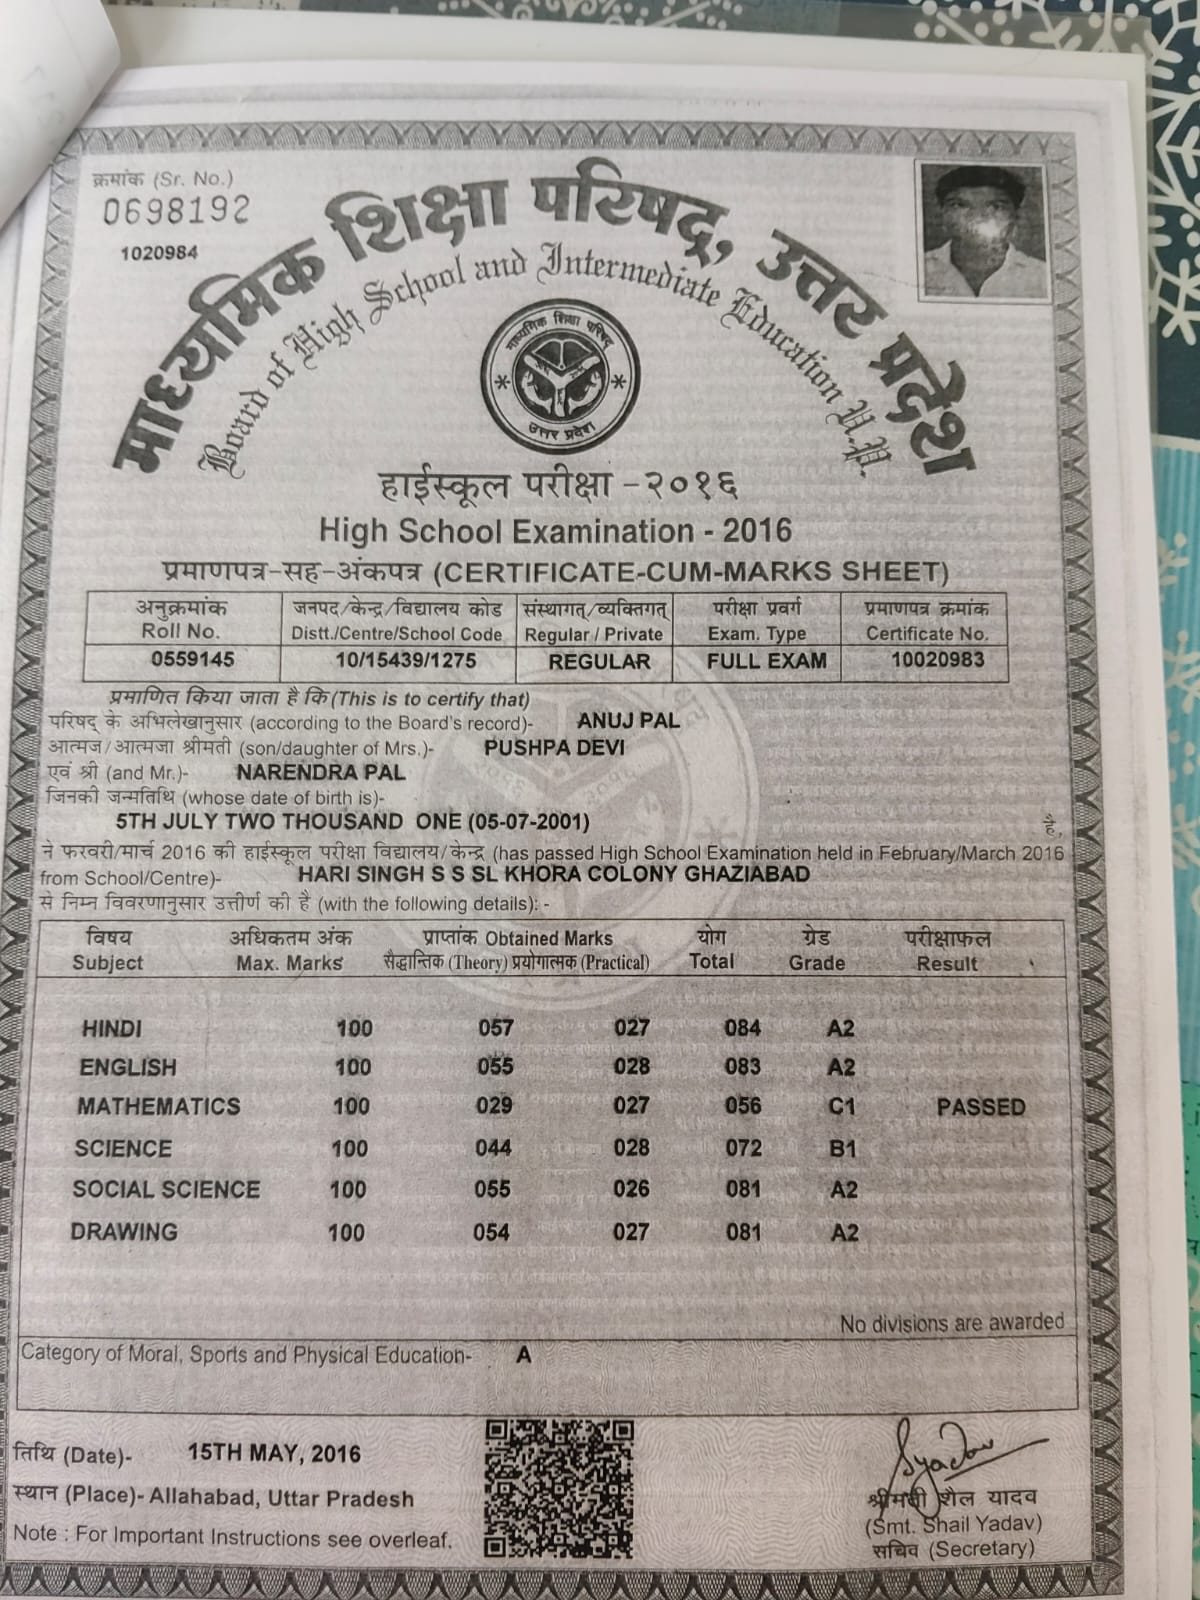 क्रमांक (Sr. No.)
0698192
1020984
माध्यमिक शिक्षा परिषद्, उत्तर प्रदेश
Board of High School and Intermediate Education U.P.
माध्यमिक शिक्षा परिषद्
उत्तर प्रदेश
हाईस्कूल परीक्षा - २०१६
High School Examination - 2016
प्रमाणपत्र-सह-अंकपत्र (CERTIFICATE-CUM-MARKS SHEET)
अनुक्रमांक जनपद/केन्द्र/विद्यालय कोड संस्थागत्/व्यक्तिगत् परीक्षा प्रवर्ग प्रमाणपत्र क्रमांक
Roll No. Distt./Centre/School Code Regular / Private Exam. Type Certificate No.
0559145 10/15439/1275 REGULAR FULL EXAM 10020983
प्रमाणित किया जाता है कि (This is to certify that)
परिषद् के अभिलेखानुसार (according to the Board's record)- ANUJ PAL
आत्मज/आत्मजा श्रीमती (son/daughter of Mrs.)- PUSHPA DEVI
एवं श्री (and Mr.)- NARENDRA PAL
जिनकी जन्मतिथि (whose date of birth is)-
5TH JULY TWO THOUSAND ONE (05-07-2001) है,
ने फरवरी/मार्च 2016 की हाईस्कूल परीक्षा विद्यालय/केन्द्र (has passed High School Examination held in February/March 2016
from School/Centre)- HARI SINGH S S SL KHORA COLONY GHAZIABAD
से निम्न विवरणानुसार उत्तीर्ण की है (with the following details): -
विषय अधिकतम अंक प्राप्तांक Obtained Marks योग ग्रेड परीक्षाफल
Subject Max. Marks सैद्धान्तिक (Theory) प्रयोगात्मक (Practical) Total Grade Result
HINDI 100 057 027 084 A2
ENGLISH 100 055 028 083 A2
MATHEMATICS 100 029 027 056 C1 PASSED
SCIENCE 100 044 028 072 B1
SOCIAL SCIENCE 100 055 026 081 A2
DRAWING 100 054 027 081 A2
No divisions are awarded
Category of Moral, Sports and Physical Education- A
तिथि (Date)- 15TH MAY, 2016
स्थान (Place)- Allahabad, Uttar Pradesh
Note : For Important Instructions see overleaf.
Syadav
श्रीमती शैल यादव
(Smt. Shail Yadav)
सचिव (Secretary)